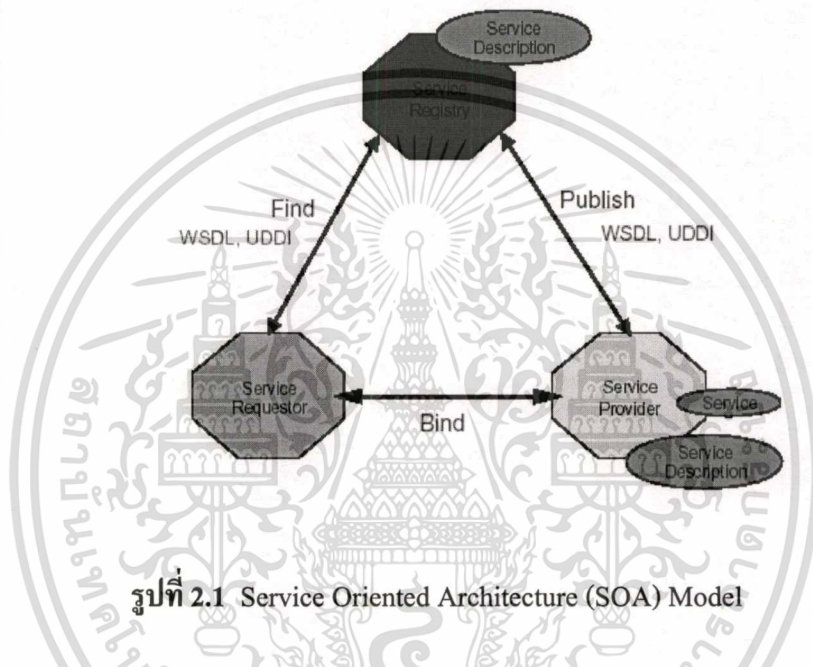 Service
Description
Service
Registry
Find
Publish
WSDL, UDDI
WSDL, UDDI
Service
Requestor
Bind
Service
Provider
Service
Service
Description
รูปที่ 2.1 Service Oriented Architecture (SOA) Model